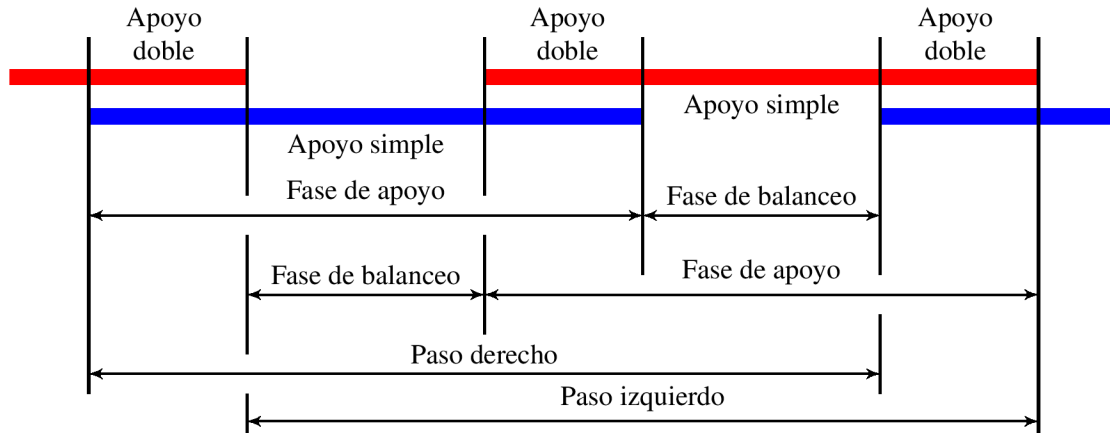 Apoyo
doble
Apoyo
doble
Apoyo
doble
Apoyo simple
Apoyo simple
Fase de apoyo
Fase de balanceo
Fase de balanceo
Fase de apoyo
Paso derecho
Paso izquierdo